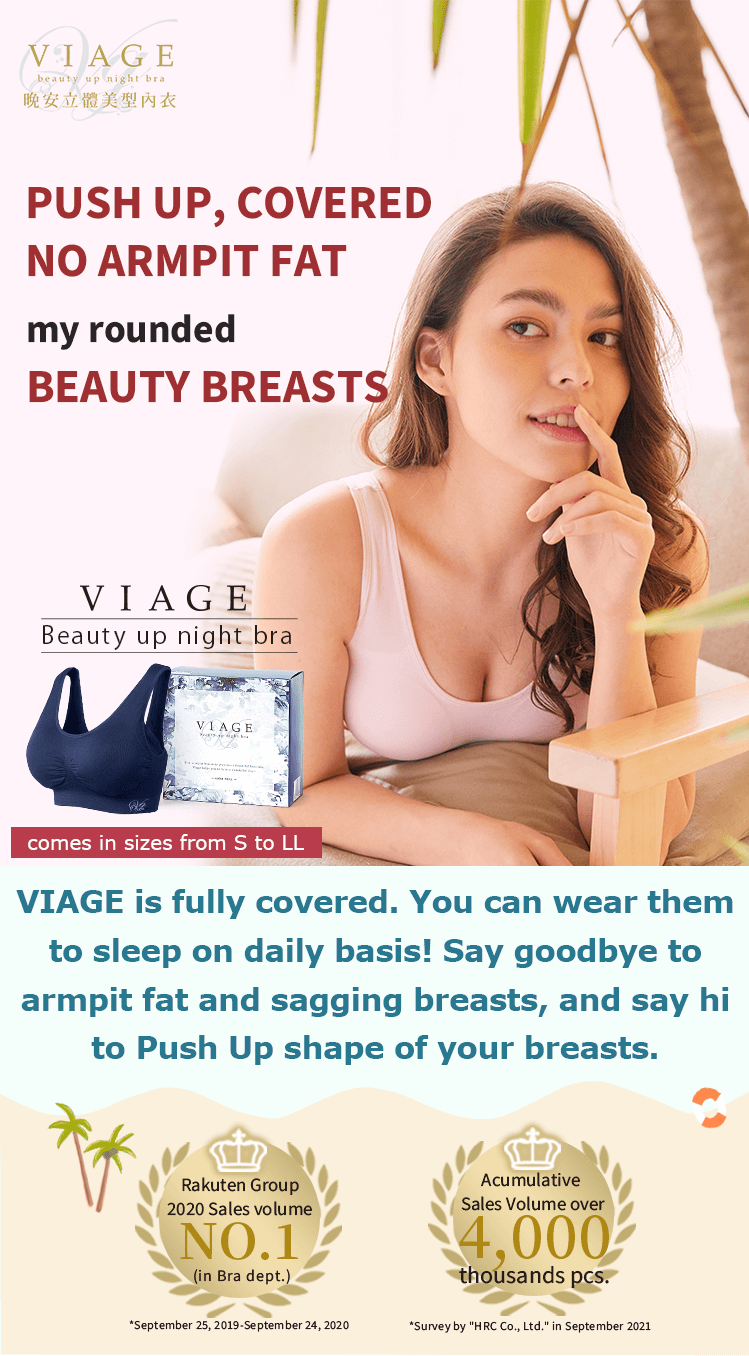 VIAGE
beauty up night bra
晚安立體美型內衣
PUSH UP, COVERED
NO ARMPIT FAT
my rounded
BEAUTY BREASTS
VIAGE
Beauty up night bra
VIAGE
beauty up night bra
comes in sizes from S to LL
VIAGE is fully covered. You can wear them
to sleep on daily basis! Say goodbye to
armpit fat and sagging breasts, and say hi
to Push Up shape of your breasts.
Rakuten Group
2020 Sales volume
NO.1
(in Bra dept.)
*September 25, 2019-September 24, 2020
Acumulative
Sales Volume over
4,000
thousands pcs.
*Survey by "HRC Co., Ltd." in September 2021